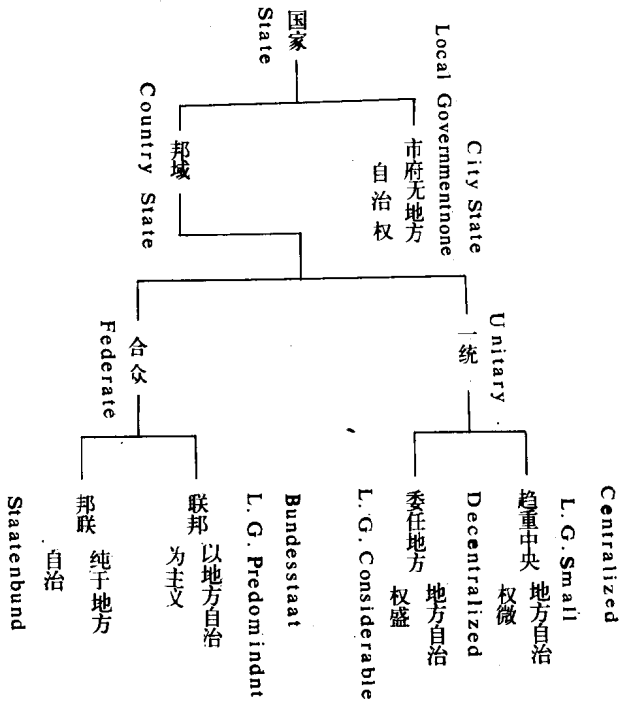 国家
State
City State
Local Governmentnone
市府无地方
自治权
邦域
Country State
Unitary
一统
合众
Federate
Centralized
L.G.Small
趋重中央
地方自治
权微
Decentralized
L.G.Considerable
委任地方
地方自治
权盛
Bundesstaat
L.G.Predomindnt
联邦
以地方自治
为主义
邦联
纯于地方
自治
Staatenbund